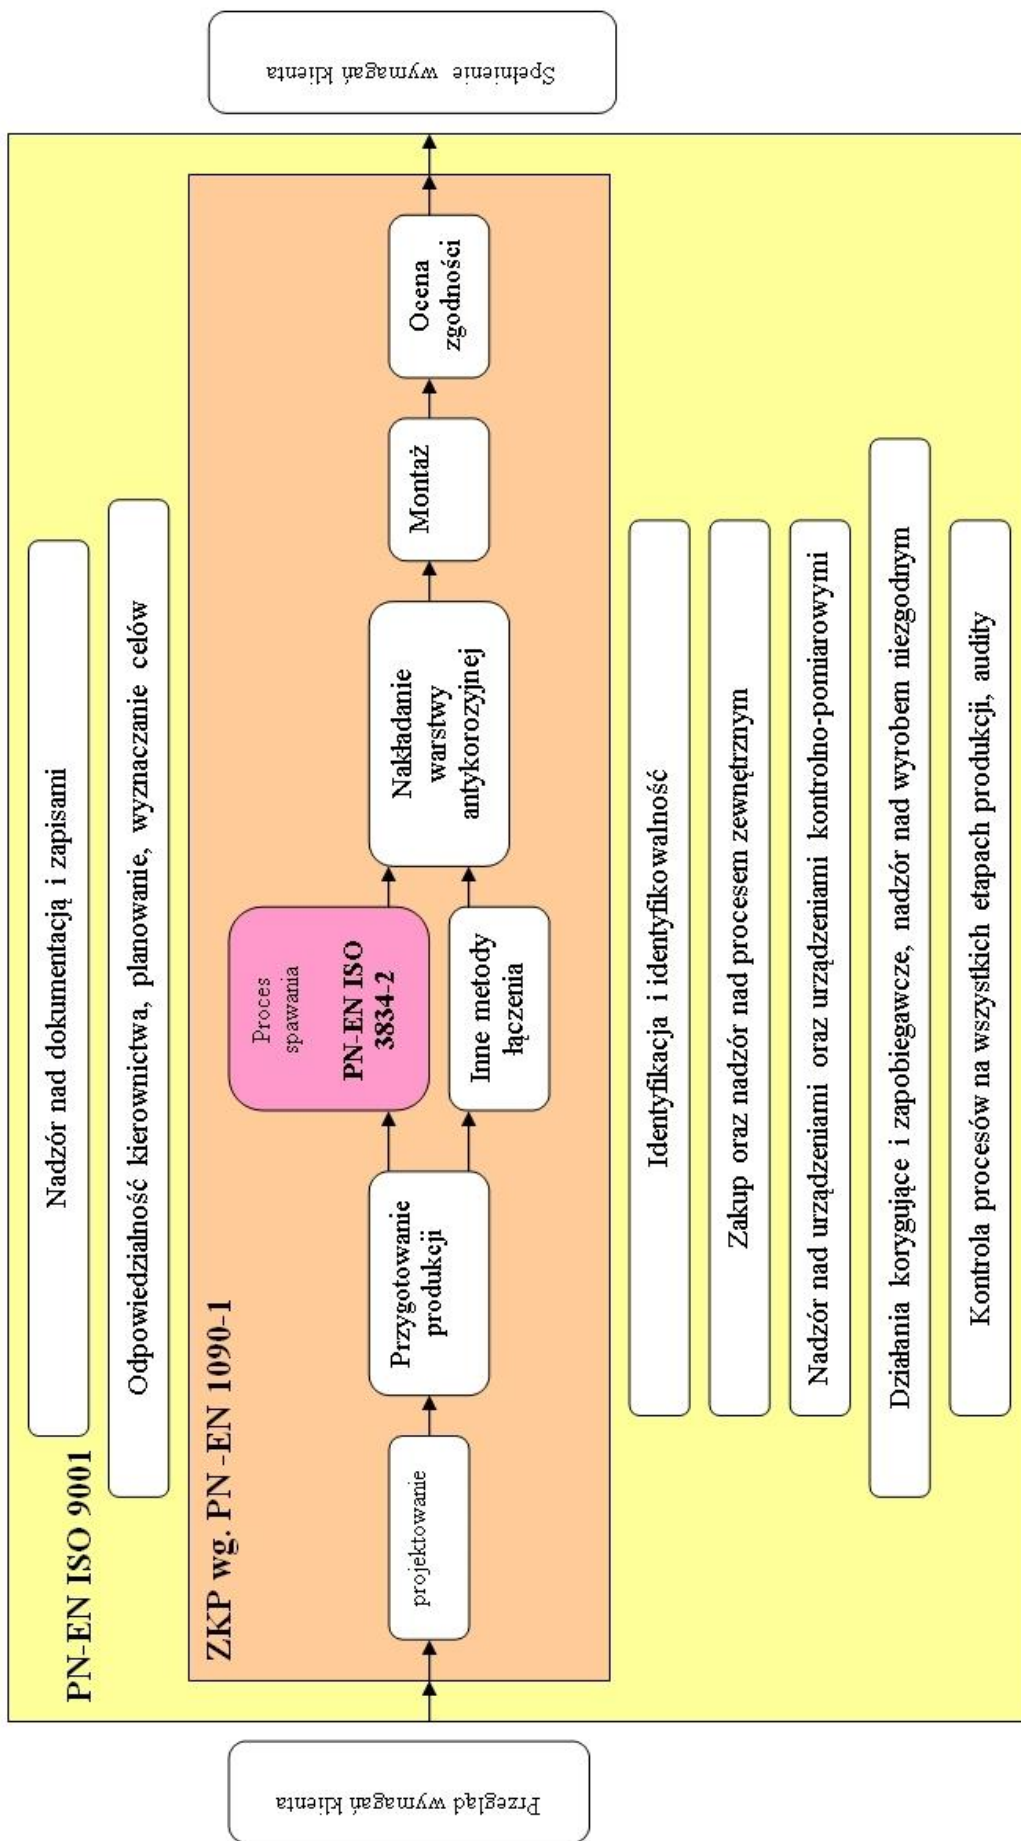 Przegląd wymagań klienta
PN-EN ISO 9001
Nadzór nad dokumentacją i zapisami
Odpowiedzialność kierownictwa, planowanie, wyznaczanie celów
ZKP wg. PN -EN 1090-1
projektowanie
Przygotowanie
produkcji
Proces
spawania
PN-EN ISO
3834-2
Inne metody
łączenia
Nakładanie
warstwy
antykorozyjnej
Montaż
Ocena
zgodności
Identyfikacja i identyfikowalność
Zakup oraz nadzór nad procesem zewnętrznym
Nadzór nad urządzeniami oraz urządzeniami kontrolno-pomiarowymi
Działania korygujące i zapobiegawcze, nadzór nad wyrobem niezgodnym
Kontrola procesów na wszystkich etapach produkcji, audity
Spełnienie wymagań klienta